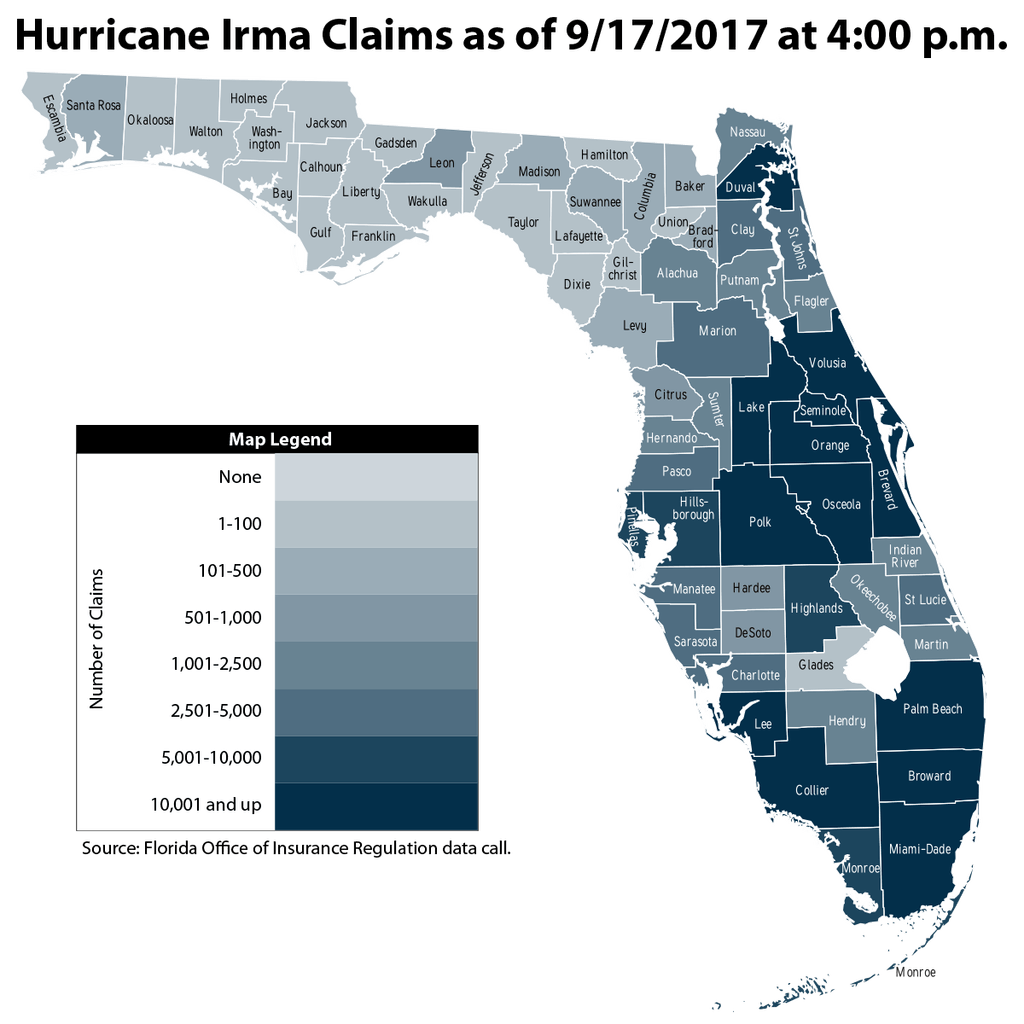 Hurricane Irma Claims as of 9/17/2017 at 4:00 p.m.
Escambia
Santa Rosa
Okaloosa
Walton
Holmes
Wash-
ington
Jackson
Bay
Calhoun
Gulf
Liberty
Franklin
Gadsden
Leon
Wakulla
Jefferson
Madison
Taylor
Hamilton
Suwannee
Lafayette
Dixie
Columbia
Gil-
christ
Levy
Baker
Union
Brad-
ford
Alachua
Nassau
Duval
Clay
St Johns
Putnam
Flagler
Marion
Volusia
Citrus
Sumter
Lake
Seminole
Hernando
Orange
Pasco
Brevard
Pinellas
Hills-
borough
Polk
Osceola
Indian
River
Manatee
Hardee
Highlands
Okeechobee
St Lucie
Sarasota
DeSoto
Martin
Charlotte
Glades
Lee
Hendry
Palm Beach
Collier
Broward
Monroe
Miami-Dade
Monroe
Map Legend
Number of Claims
None
1-100
101-500
501-1,000
1,001-2,500
2,501-5,000
5,001-10,000
10,001 and up
Source: Florida Office of Insurance Regulation data call.